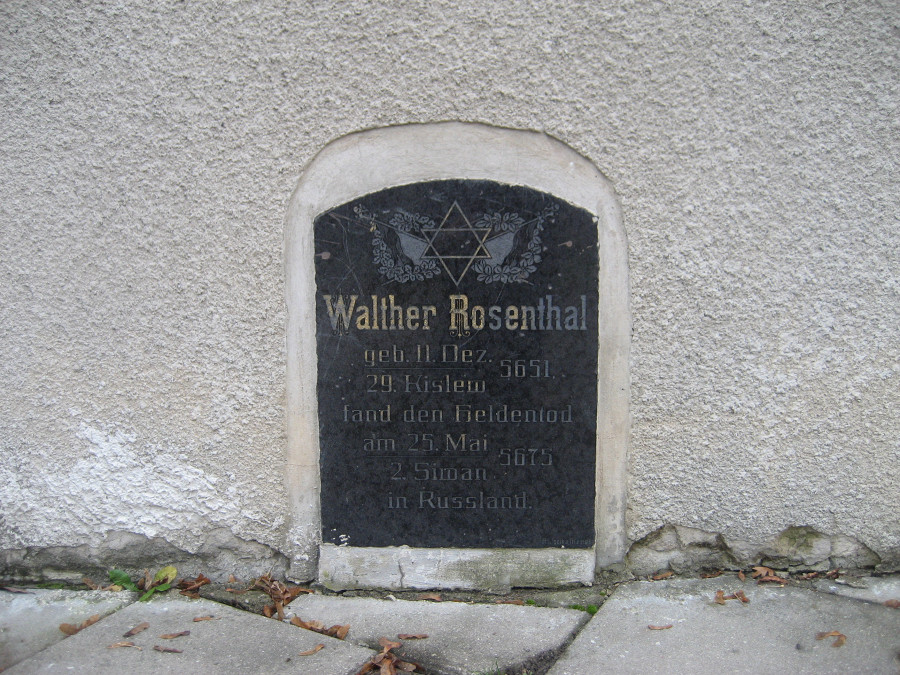 Walther Rosenthal
geb. 11. Dez.
29. Kislew 5651.
fand den Heldentod
am 25. Mai
2. Siwan 5675
in Russland.